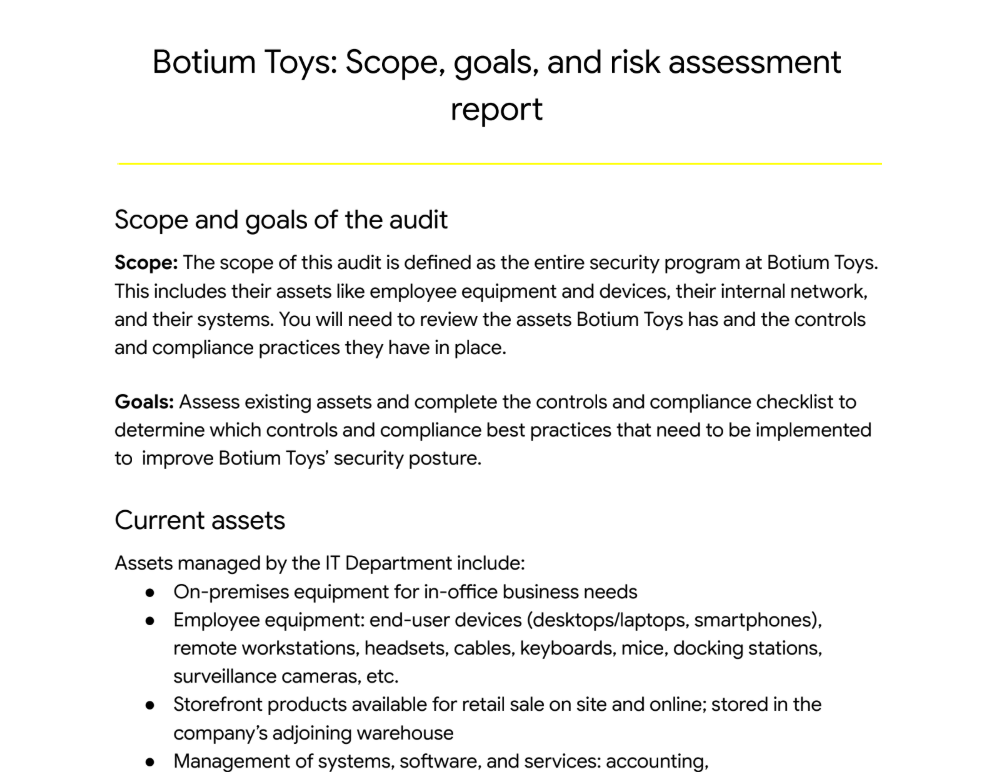 Botium Toys: Scope, goals, and risk assessment
report
Scope and goals of the audit
Scope: The scope of this audit is defined as the entire security program at Botium Toys.
This includes their assets like employee equipment and devices, their internal network,
and their systems. You will need to review the assets Botium Toys has and the controls
and compliance practices they have in place.
Goals: Assess existing assets and complete the controls and compliance checklist to
determine which controls and compliance best practices that need to be implemented
to  improve Botium Toys’ security posture.
Current assets
Assets managed by the IT Department include:
● On-premises equipment for in-office business needs
● Employee equipment: end-user devices (desktops/laptops, smartphones),
remote workstations, headsets, cables, keyboards, mice, docking stations,
surveillance cameras, etc.
● Storefront products available for retail sale on site and online; stored in the
company’s adjoining warehouse
● Management of systems, software, and services: accounting,